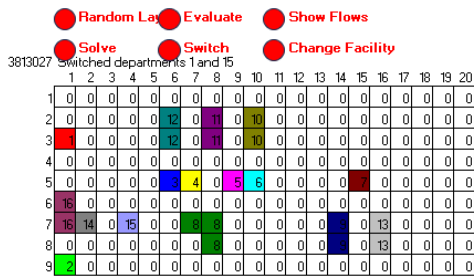 Random Lay Evaluate Show Flows
Solve Switch Change Facility
3813027 Switched departments 1 and 15
1 2 3 4 5 6 7 8 9 10 11 12 13 14 15 16 17 18 19 20
1 0 0 0 0 0 0 0 0 0 0 0 0 0 0 0 0 0 0 0 0
2 0 0 0 0 0 12 0 11 0 10 0 0 0 0 0 0 0 0 0 0
3 1 0 0 0 0 12 0 11 0 10 0 0 0 0 0 0 0 0 0 0
4 0 0 0 0 0 0 0 0 0 0 0 0 0 0 0 0 0 0 0 0
5 0 0 0 0 0 3 4 0 5 6 0 0 0 0 7 0 0 0 0 0
6 16 0 0 0 0 0 0 0 0 0 0 0 0 0 0 0 0 0 0 0
7 16 14 0 15 0 0 8 8 0 0 0 0 0 9 0 13 0 0 0 0
8 0 0 0 0 0 0 0 8 0 0 0 0 0 9 0 13 0 0 0 0
9 2 0 0 0 0 0 0 0 0 0 0 0 0 0 0 0 0 0 0 0